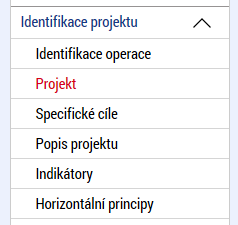 Identifikace projektu
Identifikace operace
Projekt
Specifické cíle
Popis projektu
Indikátory
Horizontální principy